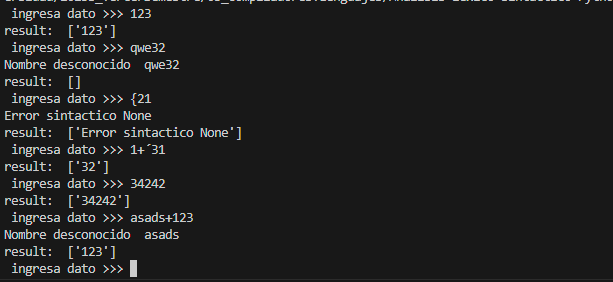 ingresa dato >>> 123
result:  ['123']
ingresa dato >>> qwe32
Nombre desconocido  qwe32
result:  []
ingresa dato >>> {21
Error sintactico None
result:  ['Error sintactico None']
ingresa dato >>> 1+´31
result:  ['32']
ingresa dato >>> 34242
result:  ['34242']
ingresa dato >>> asads+123
Nombre desconocido  asads
result:  ['123']
ingresa dato >>>